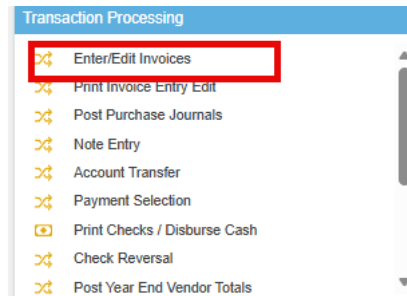 Transaction Processing
Enter/Edit Invoices
Print Invoice Entry Edit
Post Purchase Journals
Note Entry
Account Transfer
Payment Selection
Print Checks / Disburse Cash
Check Reversal
Post Year End Vendor Totals